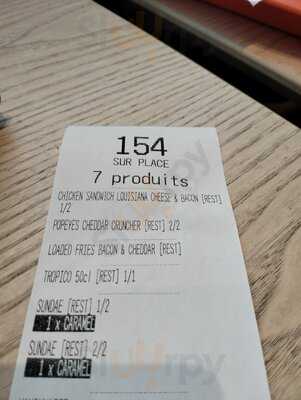 154
SUR PLACE
7 produits
CHICKEN SANDWICH LOUISIANA CHEESE & BACON [REST]
1/2
POPEYES CHEDDAR CRUNCHER [REST] 2/2
LOADED FRIES BACON & CHEDDAR [REST]
TROPICO 50cl [REST] 1/1
SUNDAE [REST] 1/2
1 x CARAMEL
SUNDAE [REST] 2/2
1 x CARAMEL